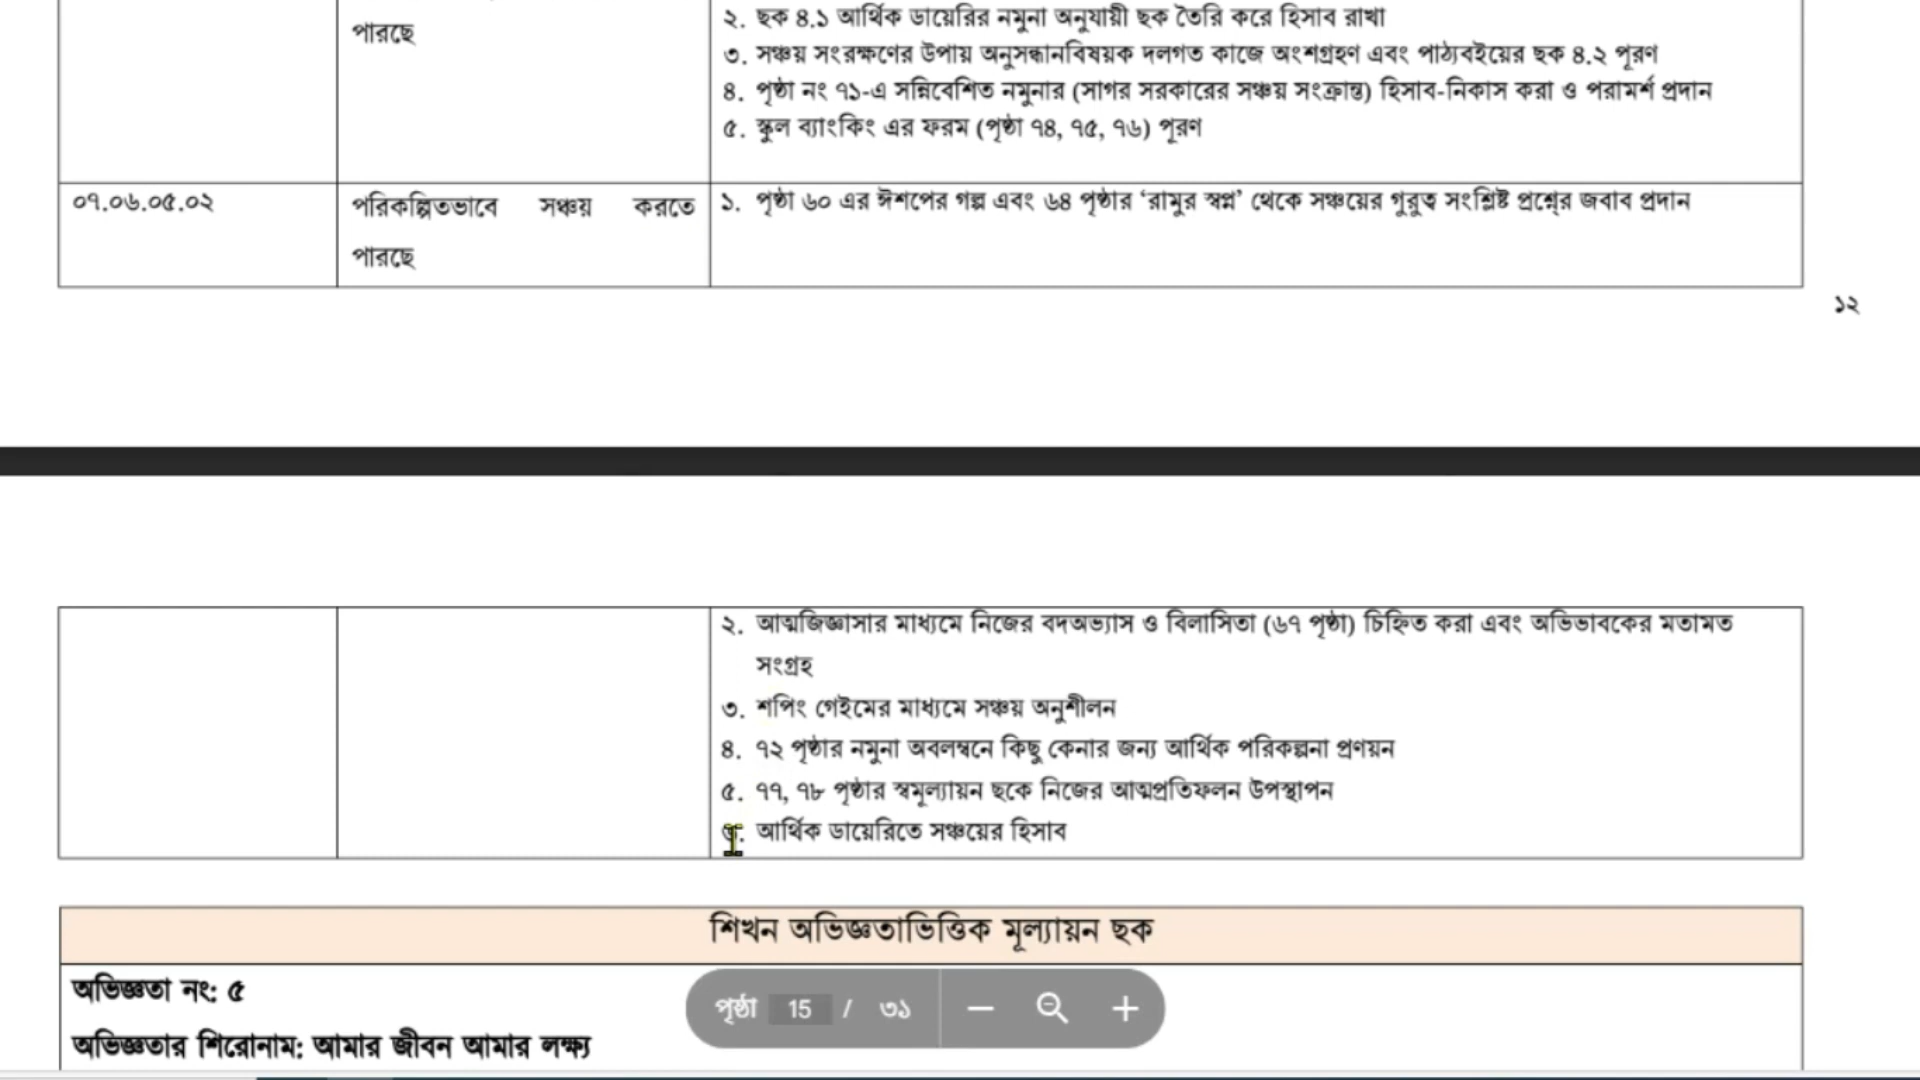 পারছে
২. ছক ৪.১ আর্থিক ডায়েরির নমুনা অনুযায়ী ছক তৈরি করে হিসাব রাখা
৩. সঞ্চয় সংরক্ষণের উপায় অনুসন্ধানবিষয়ক দলগত কাজে অংশগ্রহণ এবং পাঠ্যবইয়ের ছক ৪.২ পূরণ
৪. পৃষ্ঠা নং ৭১-এ সন্নিবেশিত নমুনার (সাগর সরকারের সঞ্চয় সংক্রান্ত) হিসাব-নিকাস করা ও পরামর্শ প্রদান
৫. স্কুল ব্যাংকিং এর ফরম (পৃষ্ঠা ৭৪, ৭৫, ৭৬) পূরণ
০৭.০৬.০৫.০২
পরিকল্পিতভাবে সঞ্চয় করতে
পারছে
১. পৃষ্ঠা ৬০ এর ঈশপের গল্প এবং ৬৪ পৃষ্ঠার ‘রামুর স্বপ্ন’ থেকে সঞ্চয়ের গুরুত্ব সংশ্লিষ্ট প্রশ্নের জবাব প্রদান
১২
২. আত্মজিজ্ঞাসার মাধ্যমে নিজের বদঅভ্যাস ও বিলাসিতা (৬৭ পৃষ্ঠা) চিহ্নিত করা এবং অভিভাবকের মতামত
সংগ্রহ
৩. শপিং গেইমের মাধ্যমে সঞ্চয় অনুশীলন
৪. ৭২ পৃষ্ঠার নমুনা অবলম্বনে কিছু কেনার জন্য আর্থিক পরিকল্পনা প্রণয়ন
৫. ৭৭, ৭৮ পৃষ্ঠার স্বমূল্যায়ন ছকে নিজের আত্মপ্রতিফলন উপস্থাপন
আর্থিক ডায়েরিতে সঞ্চয়ের হিসাব
শিখন অভিজ্ঞতাভিত্তিক মূল্যায়ন ছক
অভিজ্ঞতা নং: ৫
অভিজ্ঞতার শিরোনাম: আমার জীবন আমার লক্ষ্য
পৃষ্ঠা 15 / ৩১